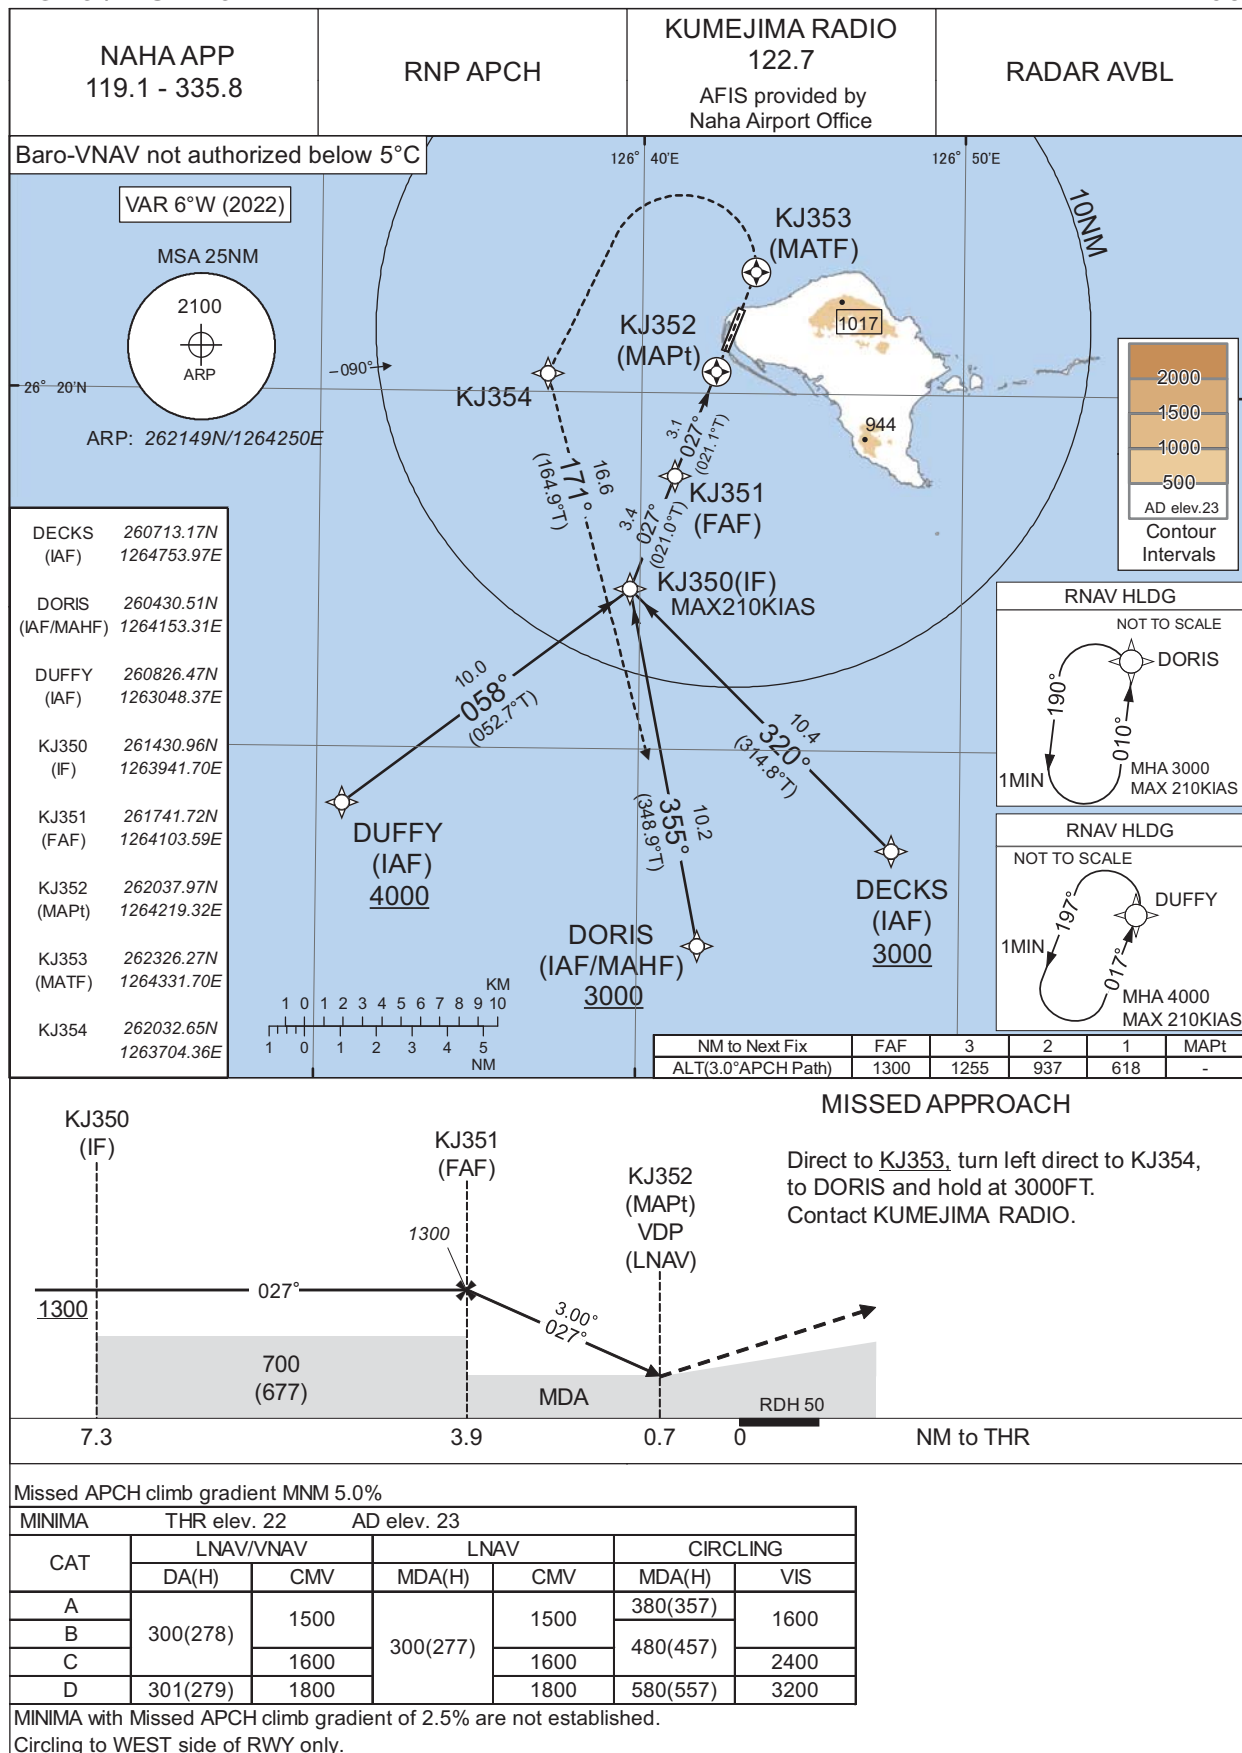 NAHA APP
119.1 - 335.8
RNP APCH
KUMEJIMA RADIO
122.7
AFIS provided by
Naha Airport Office
RADAR AVBL
Baro-VNAV not authorized below 5°C
126° 40'E
126° 50'E
VAR 6°W (2022)
MSA 25NM
2100
ARP
ARP: 262149N/1264250E
26° 20'N
090°
10NM
KJ353
(MATF)
KJ352
(MAPt)
1017
944
KJ354
3.1
027°
(021.1°T)
KJ351
(FAF)
16.6
171°
(164.9°T)
3.4
027°
(021.0°T)
KJ350(IF)
MAX210KIAS
2000
1500
1000
500
AD elev.23
Contour
Intervals
DECKS 260713.17N
(IAF) 1264753.97E
DORIS 260430.51N
(IAF/MAHF) 1264153.31E
DUFFY 260826.47N
(IAF) 1263048.37E
KJ350 261430.96N
(IF) 1263941.70E
KJ351 261741.72N
(FAF) 1264103.59E
KJ352 262037.97N
(MAPt) 1264219.32E
KJ353 262326.27N
(MATF) 1264331.70E
KJ354 262032.65N
1263704.36E
10.0
058°
(052.7°T)
10.4
320°
(314.8°T)
10.2
355°
(348.9°T)
DUFFY
(IAF)
4000
DORIS
(IAF/MAHF)
3000
DECKS
(IAF)
3000
RNAV HLDG
NOT TO SCALE
DORIS
190°
010°
1MIN
MHA 3000
MAX 210KIAS
RNAV HLDG
NOT TO SCALE
DUFFY
197°
017°
1MIN
MHA 4000
MAX 210KIAS
KM
1 0 1 2 3 4 5 6 7 8 9 10
1 0 1 2 3 4 5
NM
NM to Next Fix FAF 3 2 1 MAPt
ALT(3.0°APCH Path) 1300 1255 937 618 -
MISSED APPROACH
Direct to KJ353, turn left direct to KJ354,
to DORIS and hold at 3000FT.
Contact KUMEJIMA RADIO.
KJ350
(IF)
KJ351
(FAF)
KJ352
(MAPt)
VDP
(LNAV)
1300
1300
027°
3.00°
027°
700
(677)
MDA
RDH 50
7.3 3.9 0.7 0 NM to THR
Missed APCH climb gradient MNM 5.0%
MINIMA THR elev. 22 AD elev. 23
CAT LNAV/VNAV LNAV CIRCLING
DA(H) CMV MDA(H) CMV MDA(H) VIS
A 300(278) 1500 300(277) 1500 380(357) 1600
B 480(457)
C 1600 1600 2400
D 301(279) 1800 1800 580(557) 3200
MINIMA with Missed APCH climb gradient of 2.5% are not established.
Circling to WEST side of RWY only.